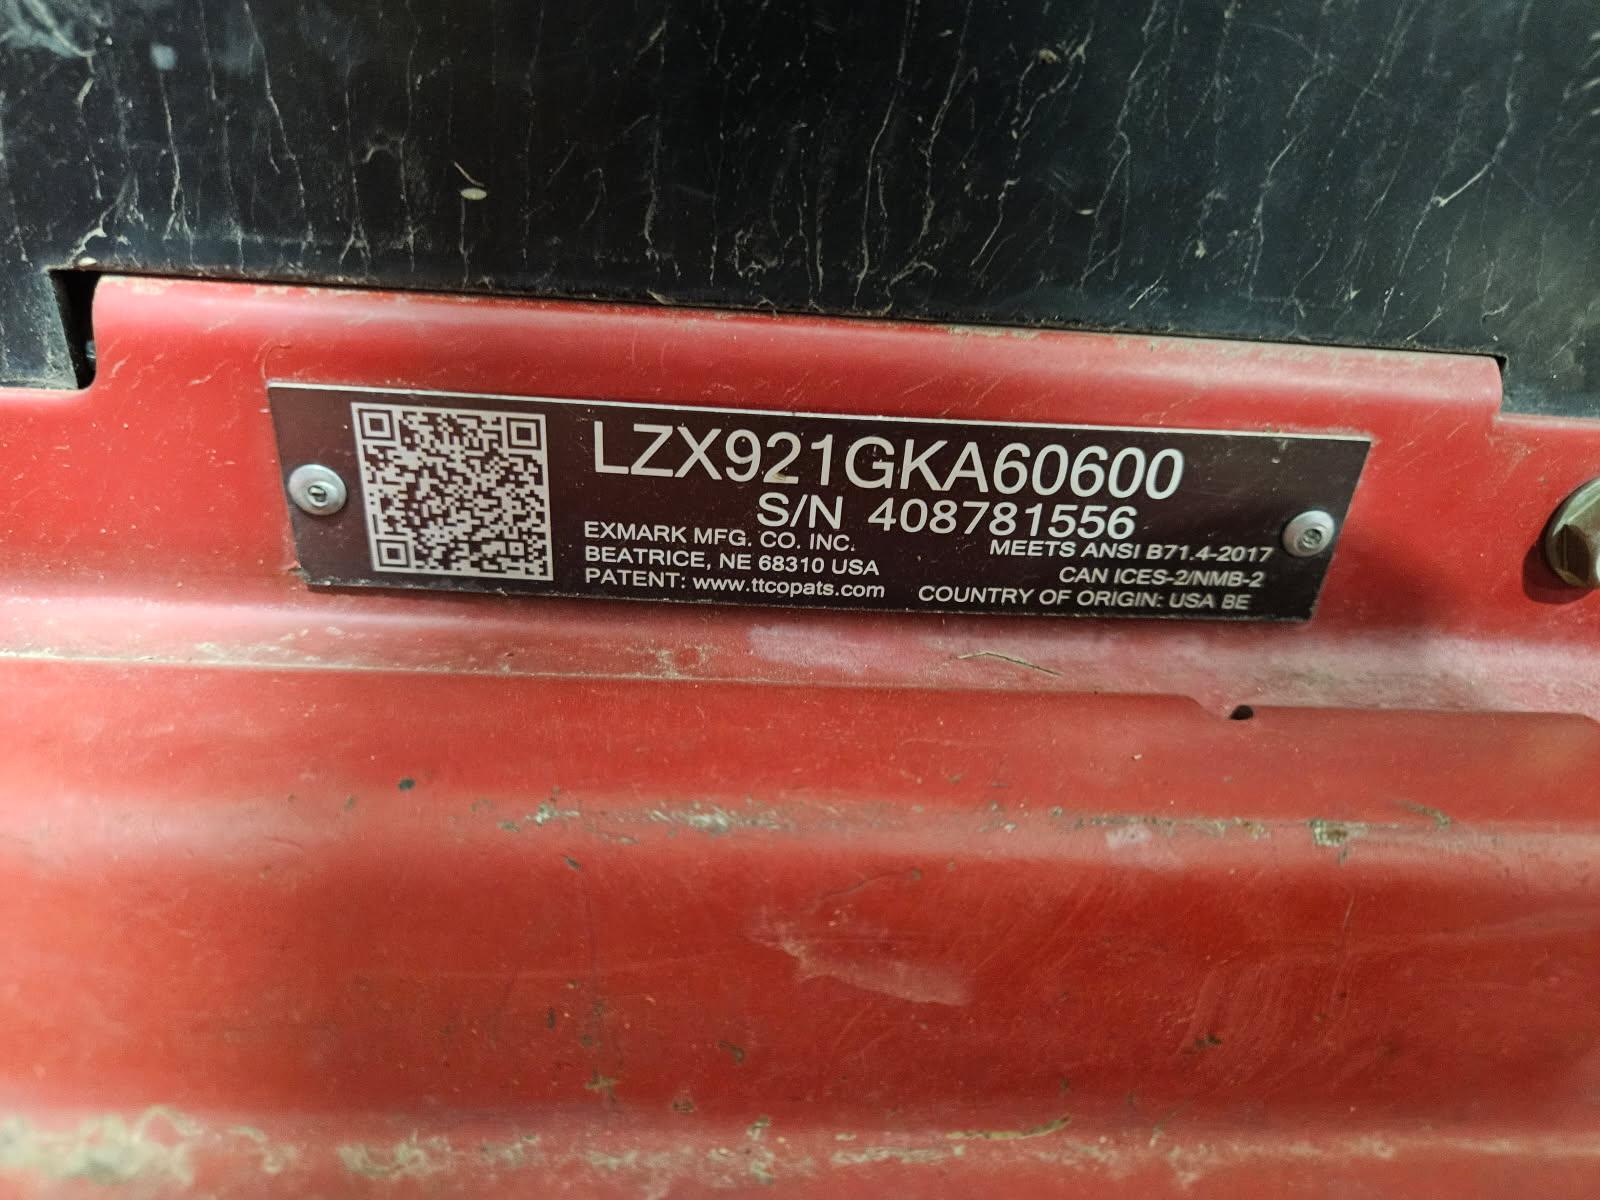 LZX921GKA60600
S/N 408781556
EXMARK MFG. CO. INC.
BEATRICE, NE 68310 USA
PATENT: www.ttcopats.com
MEETS ANSI B71.4-2017
CAN ICES-2/NMB-2
COUNTRY OF ORIGIN: USA BE